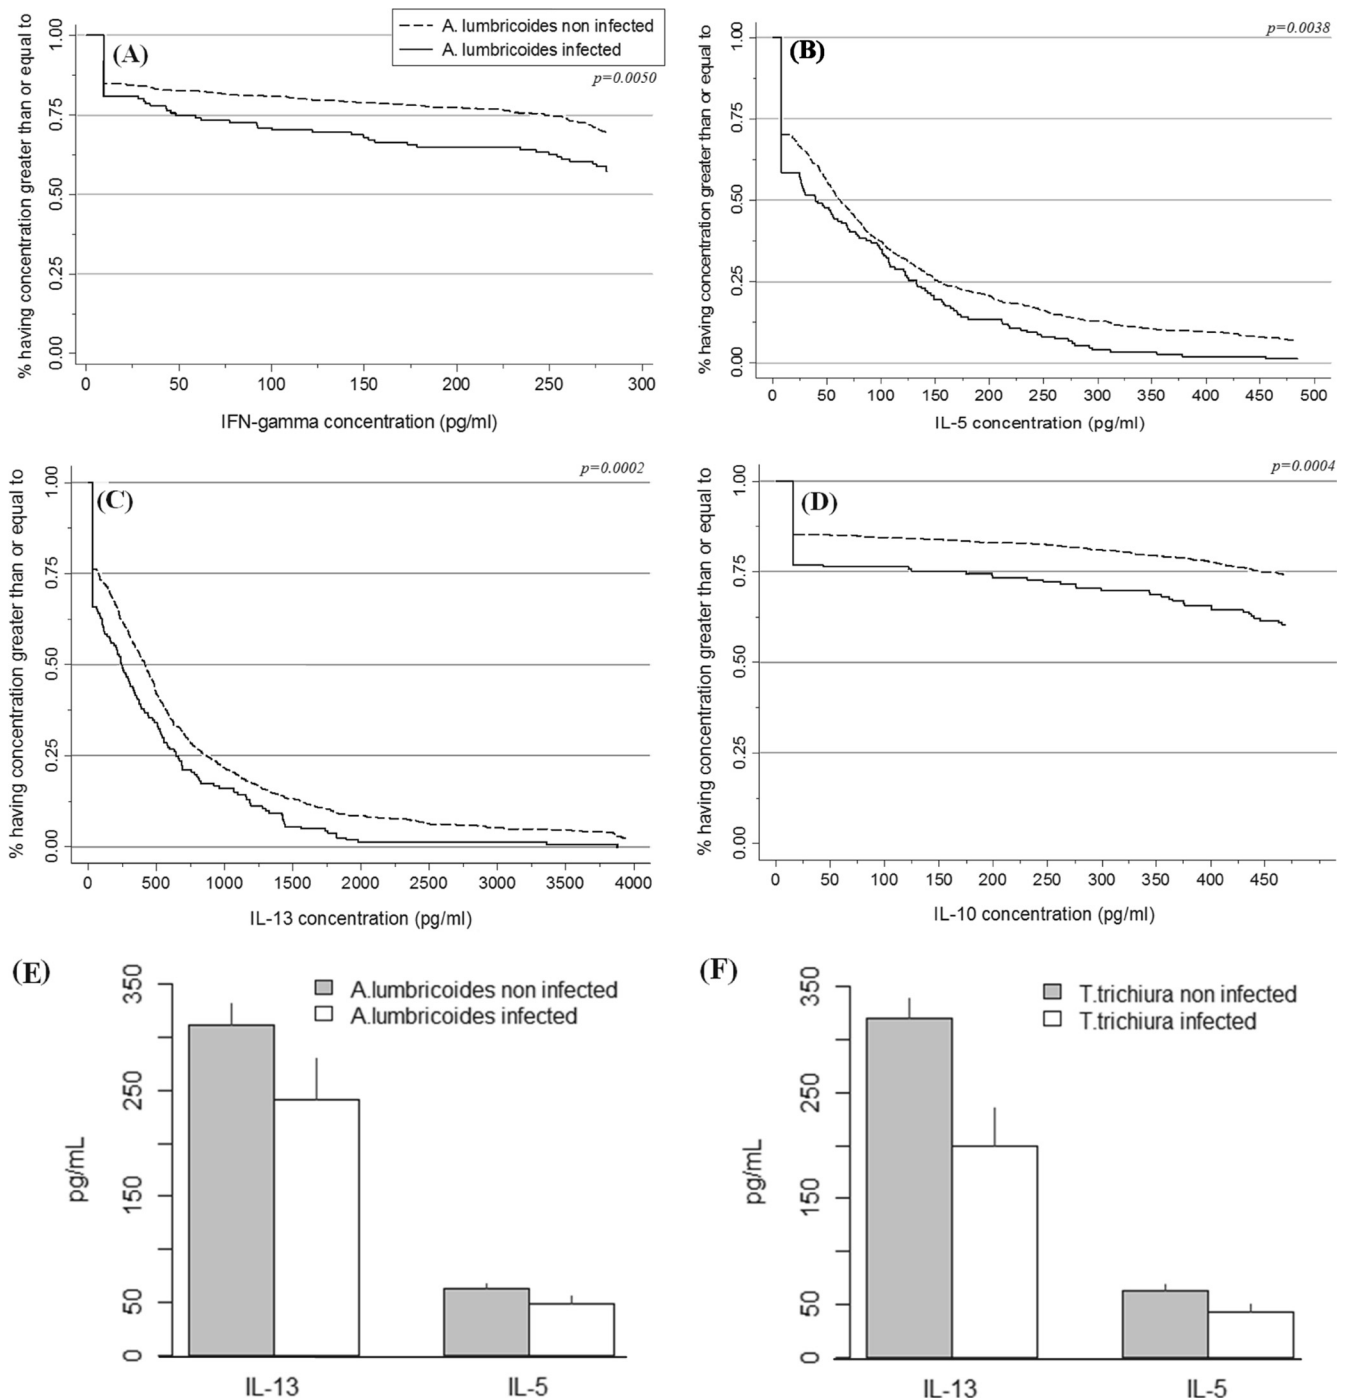 A. lumbricoides non infected
A. lumbricoides infected
(A)
p=0.0050
% having concentration greater than or equal to
1.00
0.75
0.50
0.25
0.00
0 50 100 150 200 250 300
IFN-gamma concentration (pg/ml)
(B)
p=0.0038
% having concentration greater than or equal to
1.00
0.75
0.50
0.25
0.00
0 50 100 150 200 250 300 350 400 450 500
IL-5 concentration (pg/ml)
(C)
p=0.0002
% having concentration greater than or equal to
1.00
0.75
0.50
0.25
0.00
0 500 1000 1500 2000 2500 3000 3500 4000
IL-13 concentration (pg/ml)
(D)
p=0.0004
% having concentration greater than or equal to
1.00
0.75
0.50
0.25
0.00
0 50 100 150 200 250 300 350 400 450
IL-10 concentration (pg/ml)
(E)
A.lumbricoides non infected
A.lumbricoides infected
pg/mL
350
250
150
50
0
IL-13 IL-5
(F)
T.trichiura non infected
T.trichiura infected
pg/mL
350
250
150
50
0
IL-13 IL-5